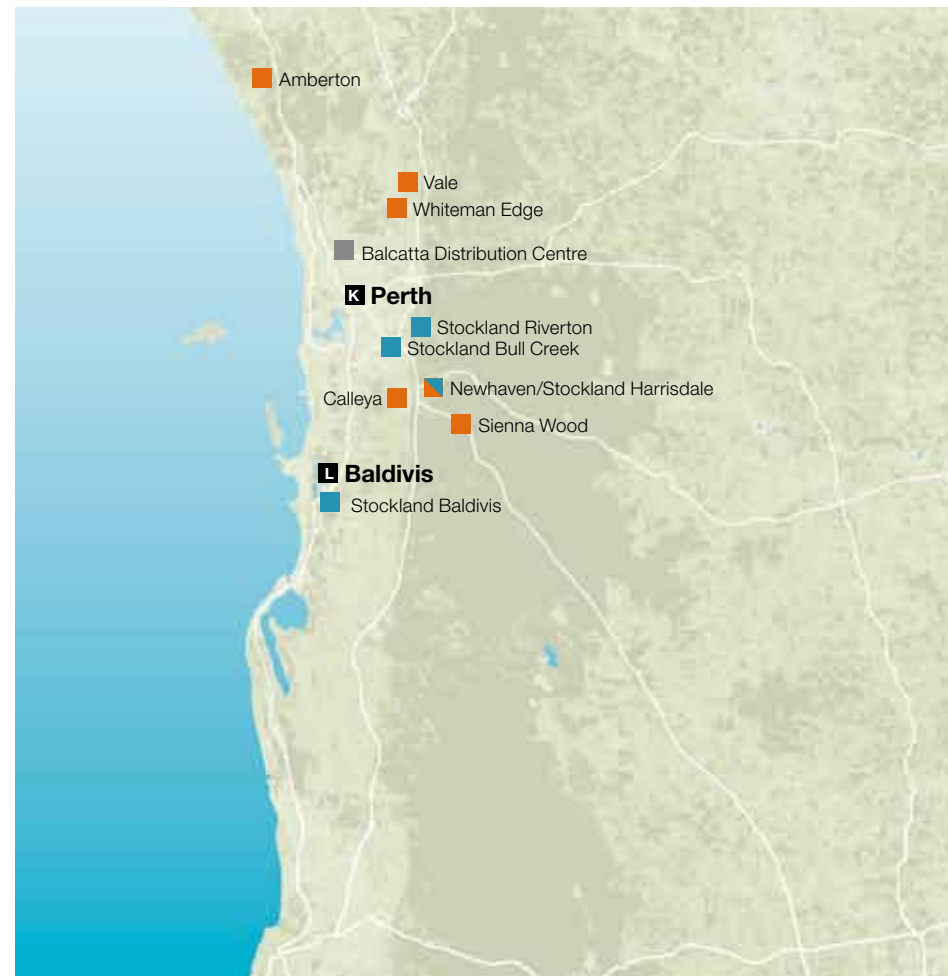 Amberton
Vale
Whiteman Edge
Balcatta Distribution Centre
K Perth
Stockland Riverton
Stockland Bull Creek
Newhaven/Stockland Harrisdale
Calleya
Sienna Wood
L Baldivis
Stockland Baldivis